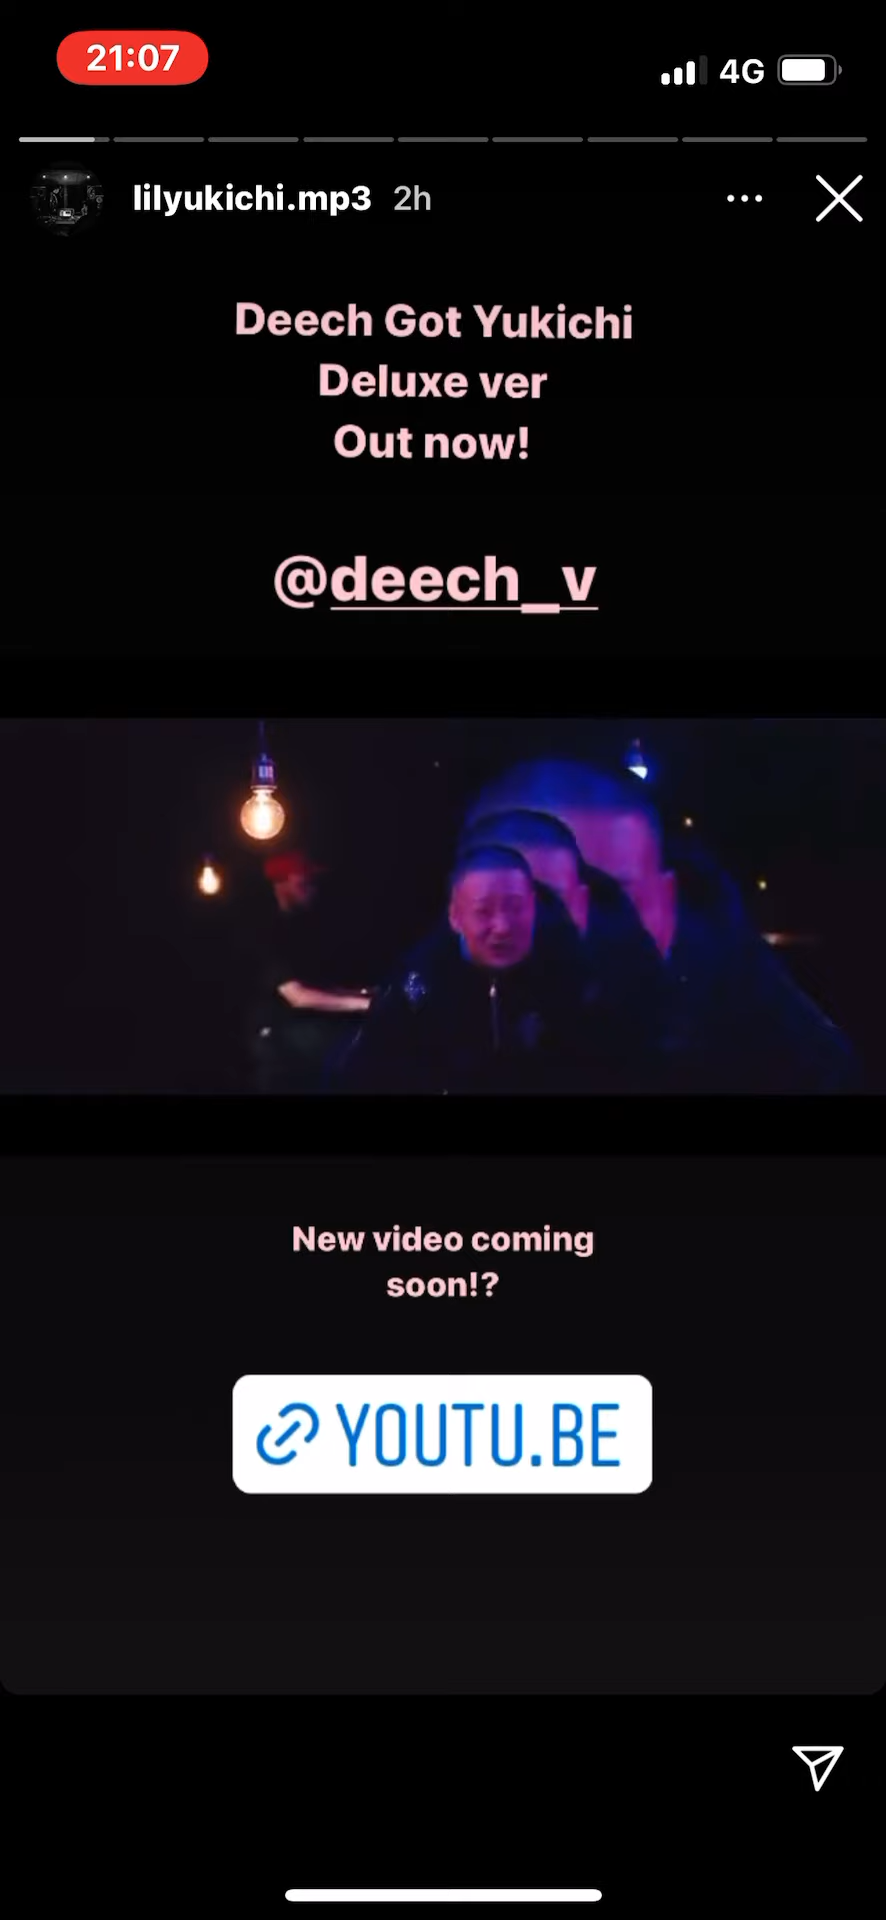 21:07
4G
lilyukichi.mp3 2h
Deech Got Yukichi
Deluxe ver
Out now!
@deech_v
New video coming
soon!?
YOUTU.BE